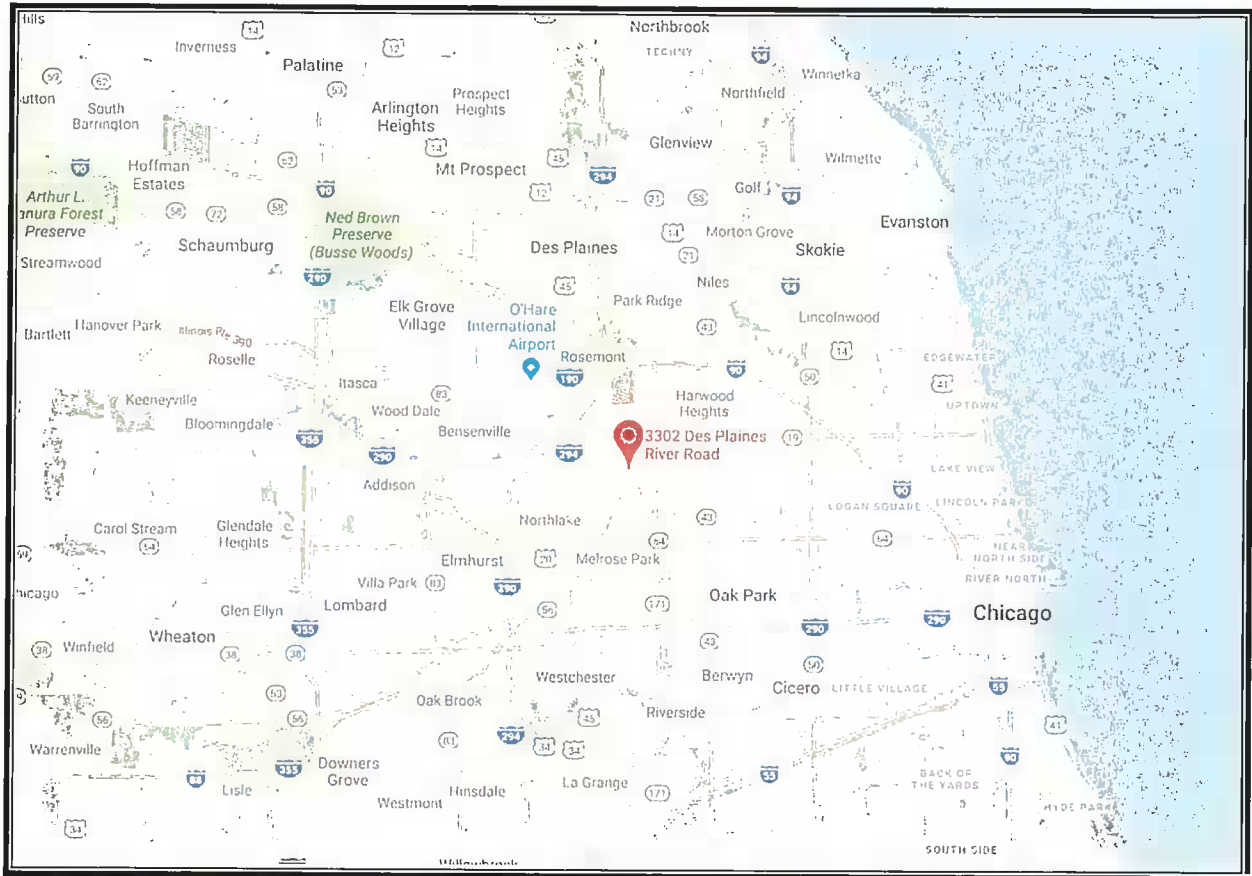 Hills
14
12
Northbrook
TECHNY
94
Inverness
Palatine
Winnetka
59
62
53
Northfield
utton
South
Barrington
Arlington
Heights
Prospect
Heights
Glenview
14
45
Wilmette
90
Hoffman
Estates
62
90
Mt Prospect
12
294
Golf
94
Arthur L.
anura Forest
Preserve
58
72
58
21
58
Ned Brown
Preserve
(Busse Woods)
14
Morton Grove
Evanston
Schaumburg
Des Plaines
21
Skokie
Streamwood
290
45
Niles
94
Elk Grove
Village
O'Hare
International
Airport
Park Ridge
43
Lincolnwood
Bartlett
Hanover Park
Roselle
Rosemont
14
EDGEWATER
190
90
50
41
Itasca
83
Harwood
Heights
UPTOWN
Keeneyville
Wood Dale
Bloomingdale
Bensenville
3302 Des Plaines
River Road
19
355
290
294
LAKE VIEW
Addison
90
LOGAN SQUARE
LINCOLN PARK
Carol Stream
64
Glendale
Heights
Northlake
43
64
64
59
Elmhurst
20
Melrose Park
NEAR
NORTH SIDE
RIVER NORTH
hicago
Villa Park
83
290
Glen Ellyn
Lombard
56
171
Oak Park
290
290
Chicago
Wheaton
355
38
Winfield
38
38
43
50
Westchester
Berwyn
Cicero
LITTLE VILLAGE
55
53
Oak Brook
45
Riverside
56
56
41
Warrenville
83
294
34
34
90
88
355
Downers
Grove
La Grange
55
BACK OF
THE YARDS
Lisle
Westmont
Hinsdale
171
HYDE PARK
34
SOUTH SIDE
Willowbrook